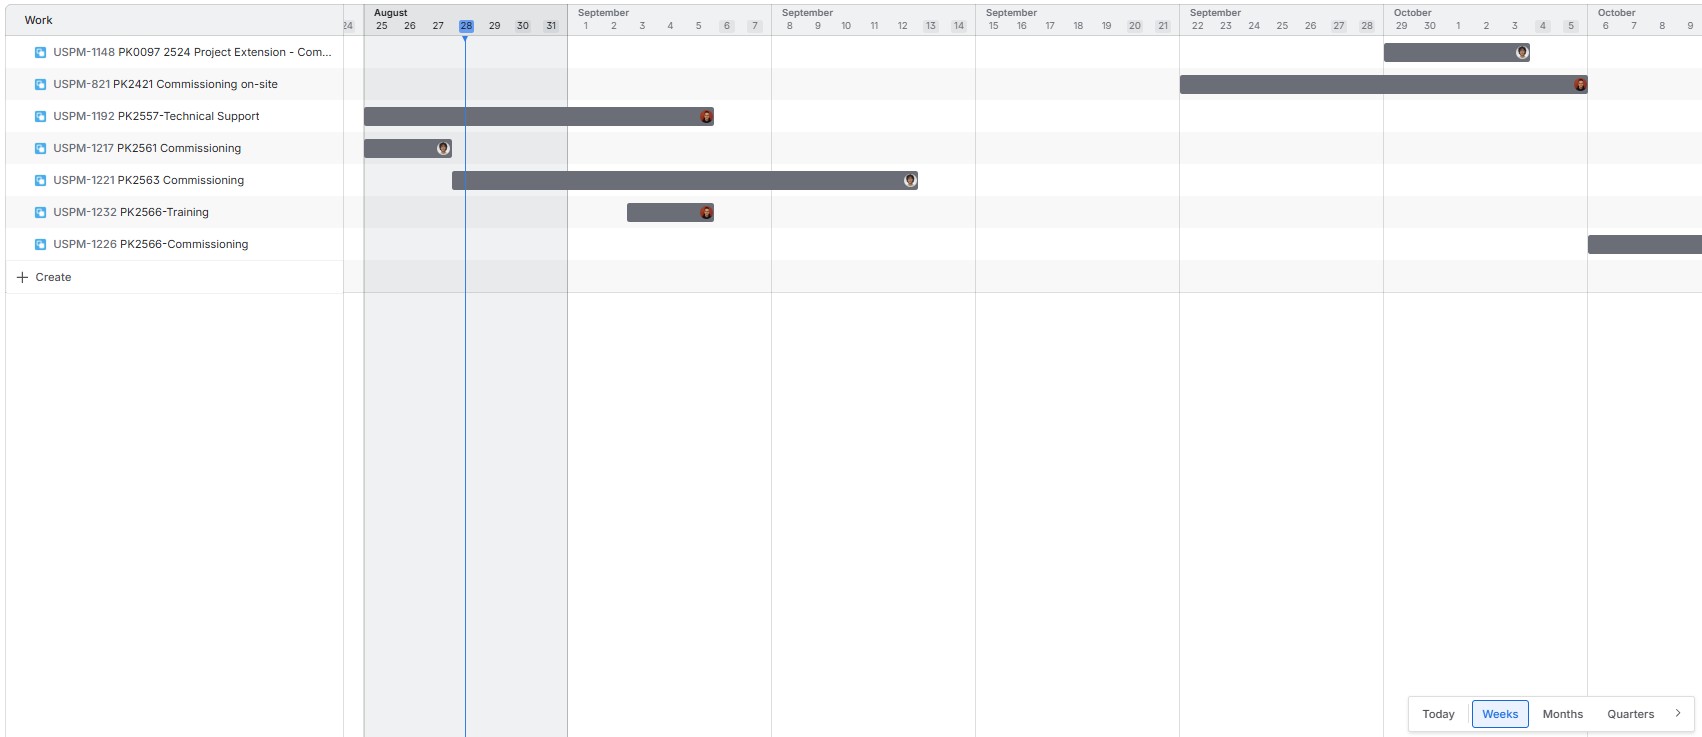 Work
August
September
September
September
September
October
October
24 25 26 27 28 29 30 31 1 2 3 4 5 6 7 8 9 10 11 12 13 14 15 16 17 18 19 20 21 22 23 24 25 26 27 28 29 30 1 2 3 4 5 6 7 8 9
USPM-1148 PK0097 2524 Project Extension - Com...
USPM-821 PK2421 Commissioning on-site
USPM-1192 PK2557-Technical Support
USPM-1217 PK2561 Commissioning
USPM-1221 PK2563 Commissioning
USPM-1232 PK2566-Training
USPM-1226 PK2566-Commissioning
+ Create
Today Weeks Months Quarters >